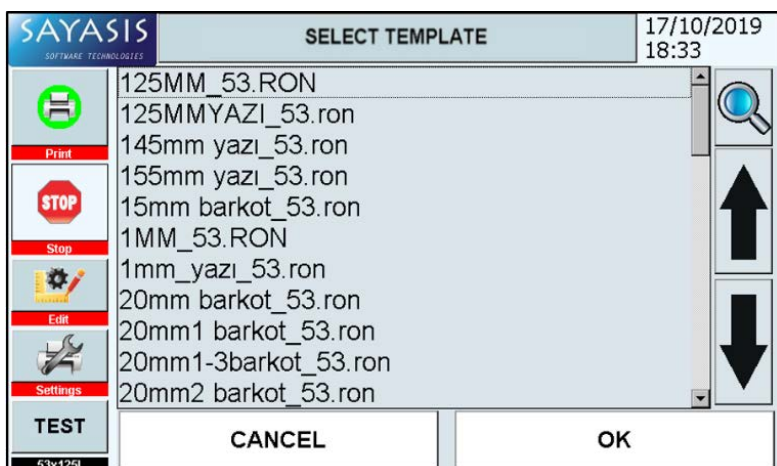 SAYASIS
SOFTWARE TECHNOLOGIES
SELECT TEMPLATE
17/10/2019
18:33
Print
STOP
Stop
Edit
Settings
TEST
53x125L
125MM_53.RON
125MMYAZI_53.ron
145mm yazı_53.ron
155mm yazı_53.ron
15mm barkot_53.ron
1MM_53.RON
1mm_yazı_53.ron
20mm barkot_53.ron
20mm1 barkot_53.ron
20mm1-3barkot_53.ron
20mm2 barkot_53.ron
CANCEL
OK